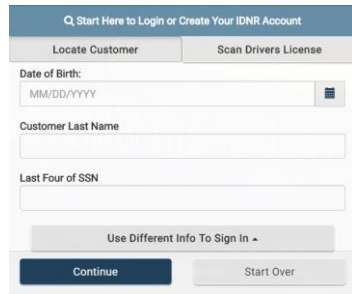 Start Here to Login or Create Your IDNR Account
Locate Customer Scan Drivers License
Date of Birth:
MM/DD/YYYY
Customer Last Name
Last Four of SSN
Use Different Info To Sign In
Continue Start Over